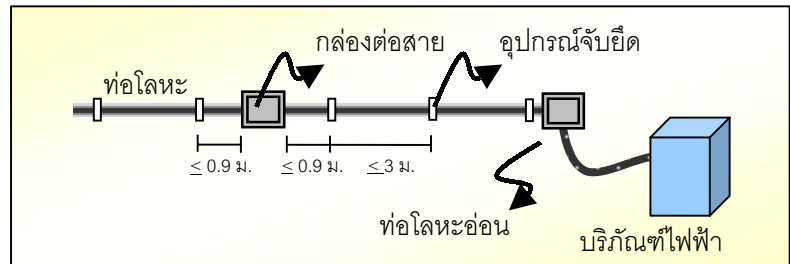 กล่องต่อสาย อุปกรณ์จับยึด
ท่อโลหะ
≤ 0.9 ม. ≤ 0.9 ม. ≤ 3 ม.
ท่อโลหะอ่อน
บริภัณฑ์ไฟฟ้า